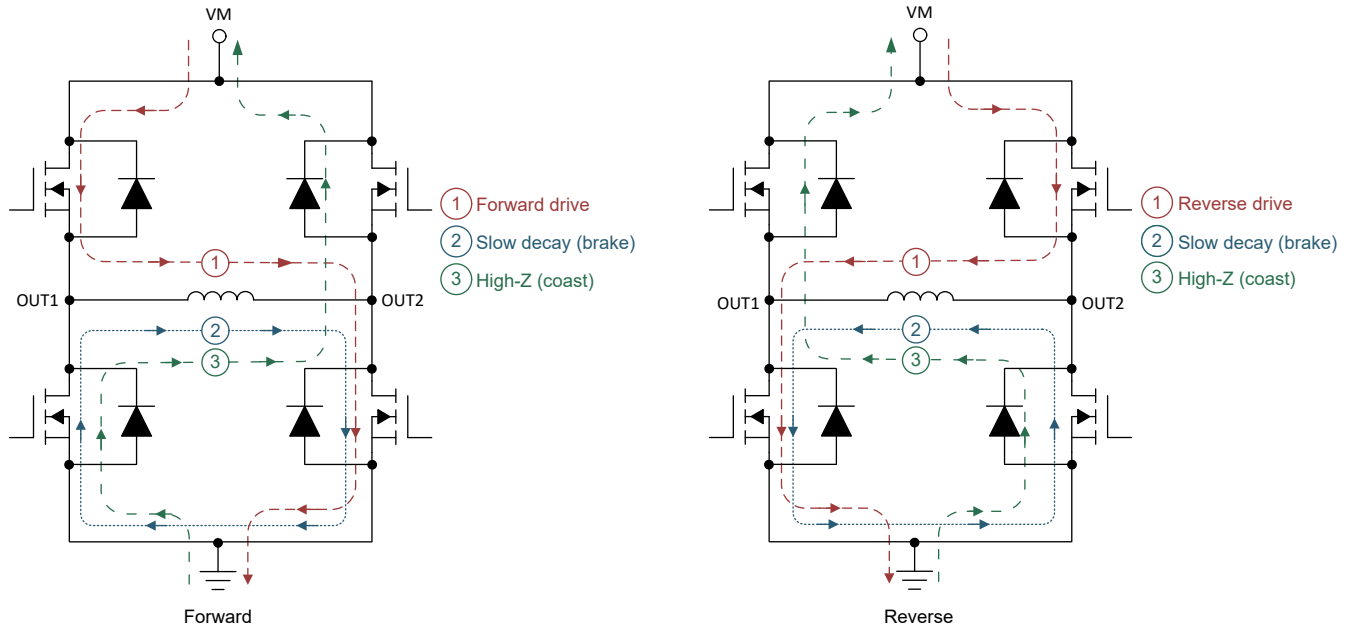 VM
1 Forward drive
2 Slow decay (brake)
3 High-Z (coast)
1
OUT1
OUT2
2
3
Forward
VM
1 Reverse drive
2 Slow decay (brake)
3 High-Z (coast)
1
OUT1
OUT2
2
3
Reverse